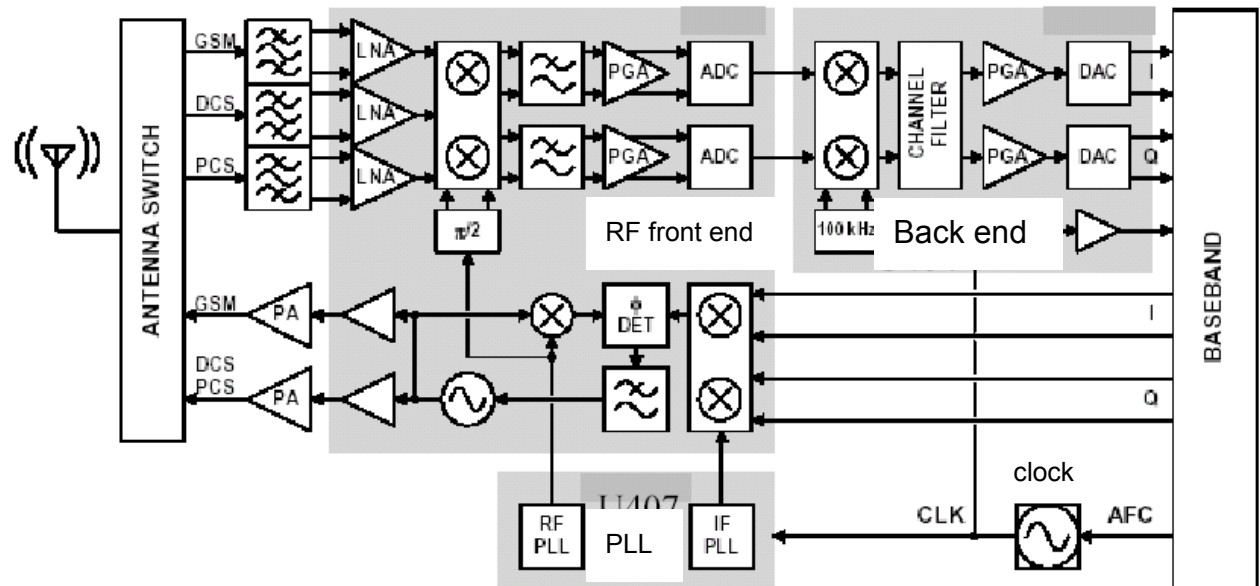 GSM
DCS
PCS
ANTENNA SWITCH
LNA
LNA
LNA
π/2
PGA
PGA
ADC
ADC
RF front end
100 kHz
CHANNEL
FILTER
PGA
PGA
DAC
DAC
I
Q
Back end
BASEBAND
GSM
DCS
PCS
PA
PA
ϕ
DET
I
Q
U407
RF
PLL
PLL
IF
PLL
clock
CLK
AFC